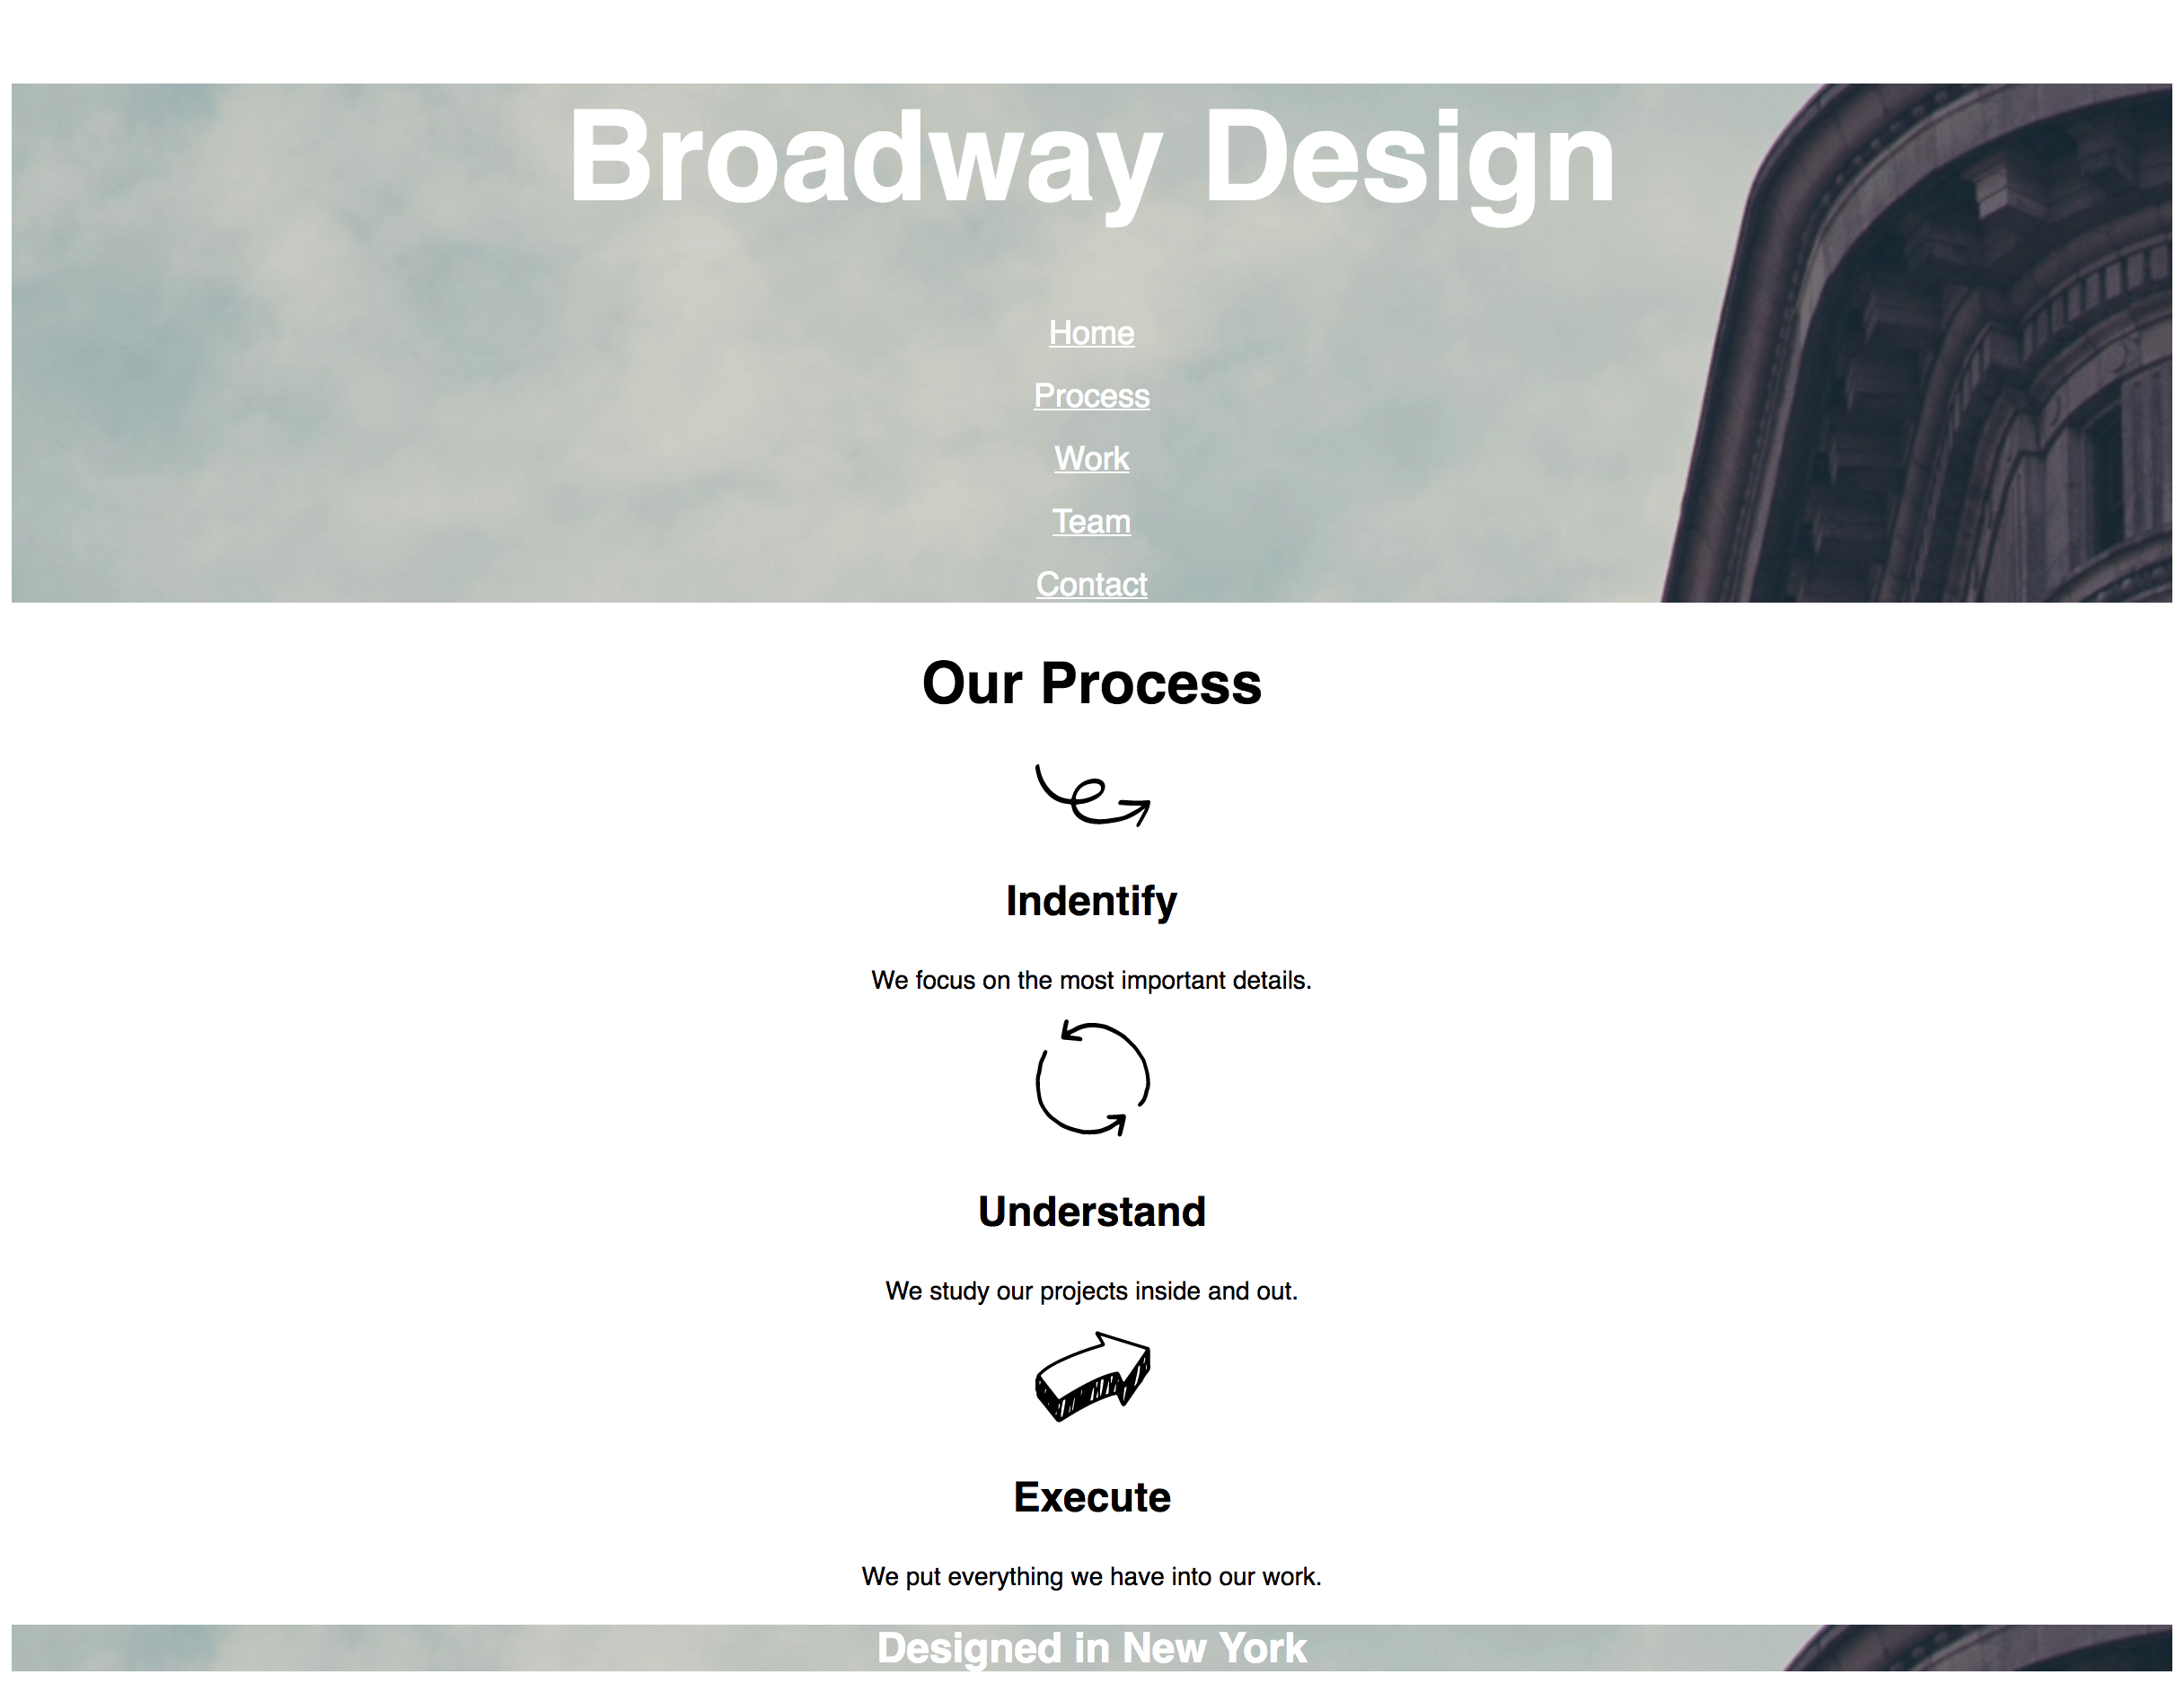 Broadway Design
Home
Process
Work
Team
Contact
Our Process
Indentify
We focus on the most important details.
Understand
We study our projects inside and out.
Execute
We put everything we have into our work.
Designed in New York